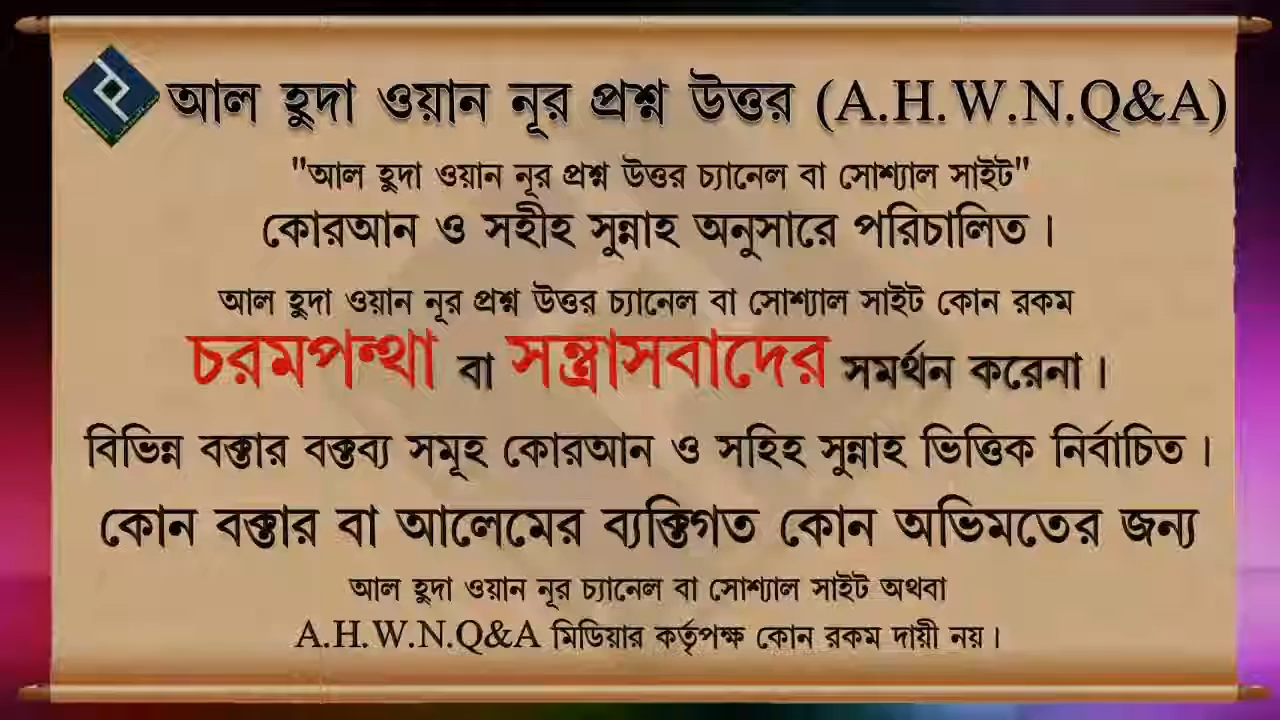 আল হুদা ওয়ান নূর প্রশ্ন উত্তর (A.H.W.N.Q&A)
"আল হুদা ওয়ান নূর প্রশ্ন উত্তর চ্যানেল বা সোশ্যাল সাইট"
কোরআন ও সহীহ সুন্নাহ অনুসারে পরিচালিত।
আল হুদা ওয়ান নূর প্রশ্ন উত্তর চ্যানেল বা সোশ্যাল সাইট কোন রকম
চরমপন্থা বা সন্ত্রাসবাদের সমর্থন করেনা।
বিভিন্ন বক্তার বক্তব্য সমূহ কোরআন ও সহিহ সুন্নাহ ভিত্তিক নির্বাচিত।
কোন বক্তার বা আলেমের ব্যক্তিগত কোন অভিমতের জন্য
আল হুদা ওয়ান নূর চ্যানেল বা সোশ্যাল সাইট অথবা
A.H.W.N.Q&A মিডিয়ার কর্তৃপক্ষ কোন রকম দায়ী নয়।